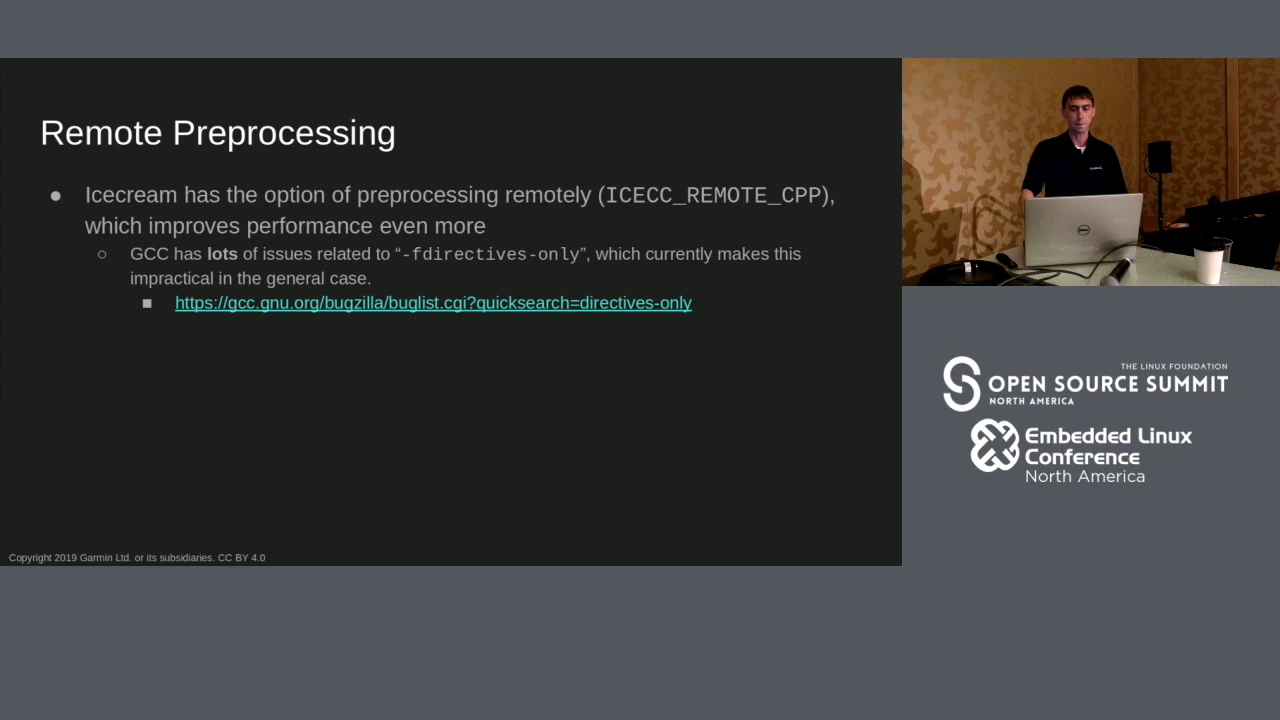 Remote Preprocessing
● Icecream has the option of preprocessing remotely (ICECC_REMOTE_CPP),
which improves performance even more
○ GCC has lots of issues related to “-fdirectives-only”, which currently makes this
impractical in the general case.
■ https://gcc.gnu.org/bugzilla/buglist.cgi?quicksearch=directives-only
Copyright 2019 Garmin Ltd. or its subsidiaries. CC BY 4.0
DELL
THE LINUX FOUNDATION
OPEN SOURCE SUMMIT
NORTH AMERICA
Embedded Linux
Conference
North America